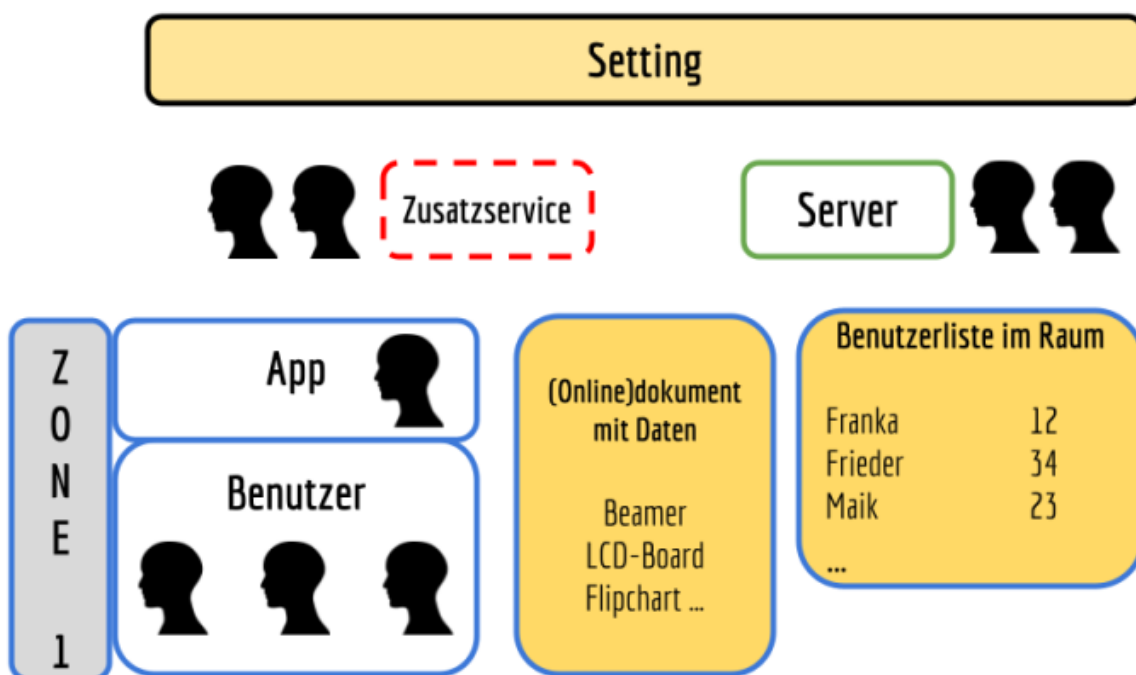 Setting
Zusatzservice
Server
ZONE 1
App
Benutzer
(Online)dokument
mit Daten
Beamer
LCD-Board
Flipchart ...
Benutzerliste im Raum
Franka 12
Frieder 34
Maik 23
...